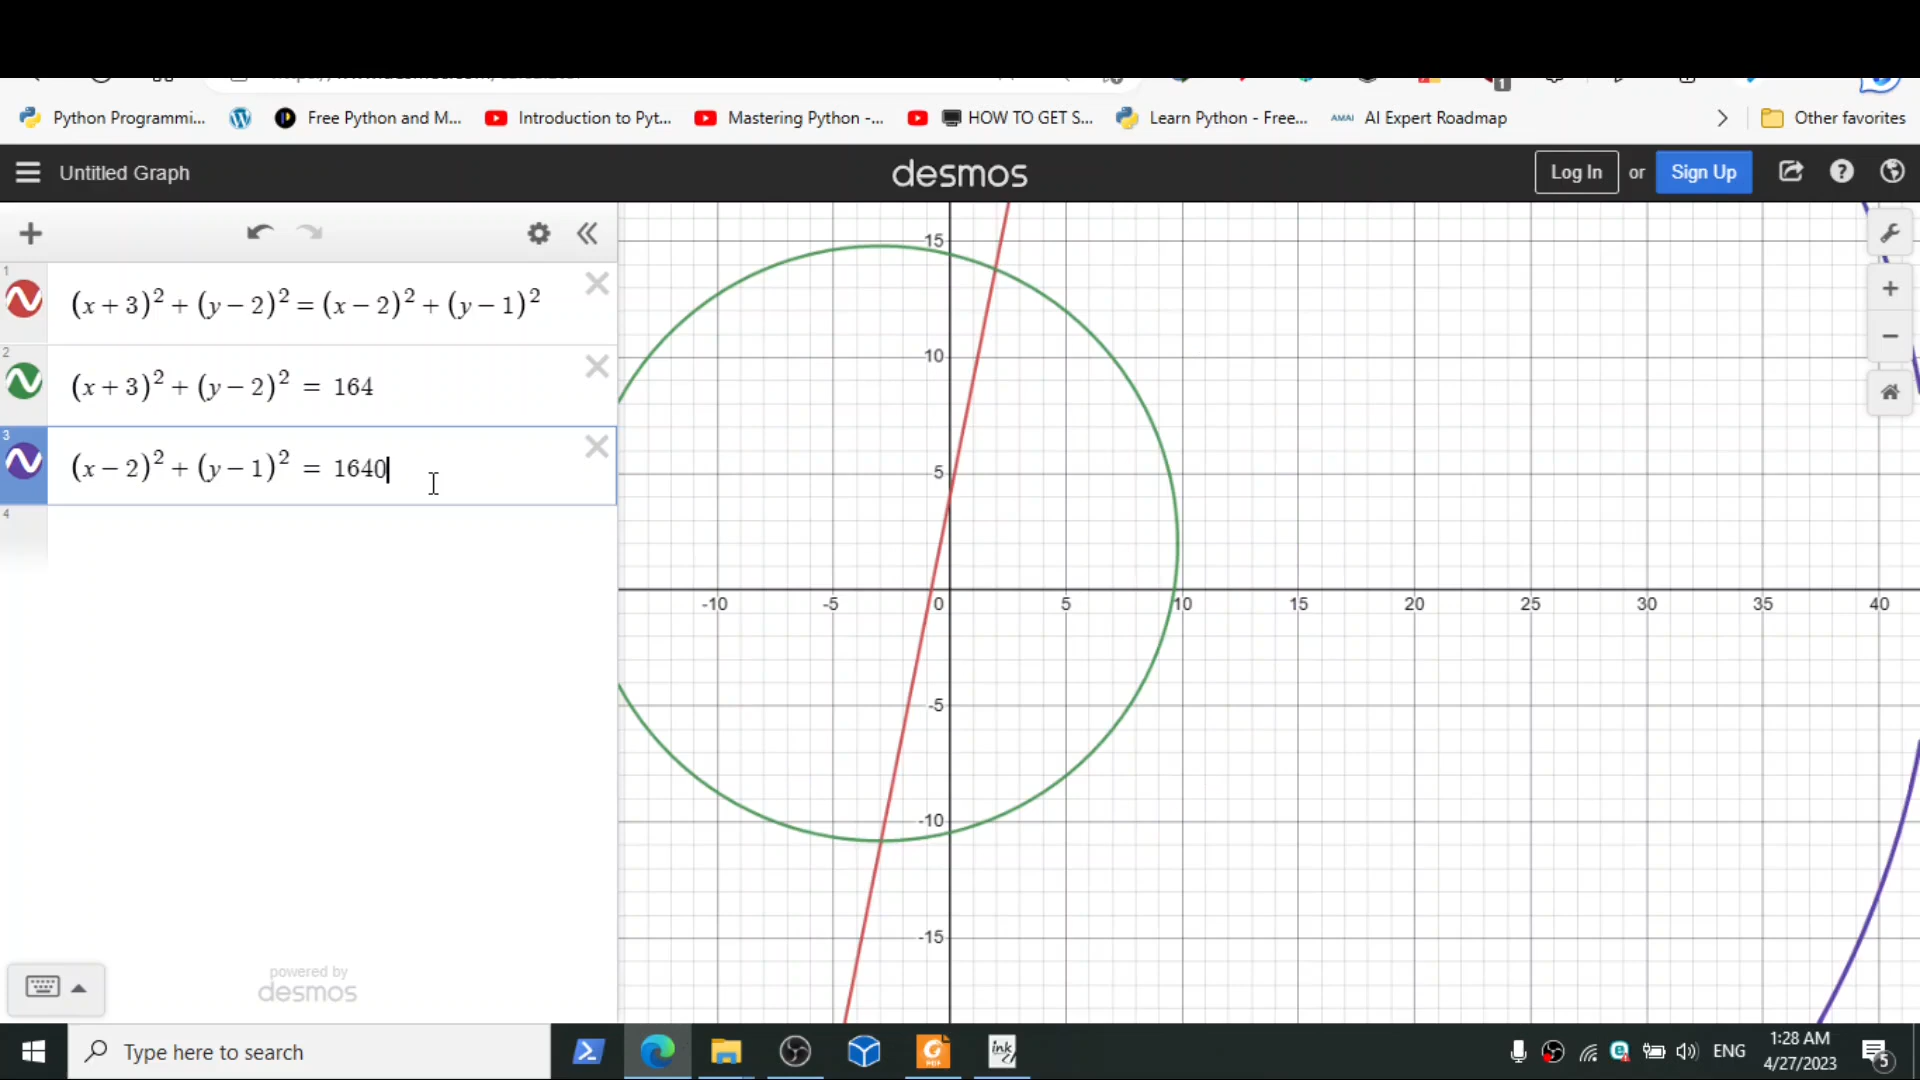 Python Programmi...
Free Python and M...
Introduction to Pyt...
Mastering Python -...
HOW TO GET S...
Learn Python - Free...
AMAI AI Expert Roadmap
Other favorites
1
Untitled Graph
desmos
Log In or Sign Up
1
(x + 3)² + (y − 2)² = (x − 2)² + (y − 1)²
2
(x + 3)² + (y − 2)² = 164
3
(x − 2)² + (y − 1)² = 1640
4
15
10
5
-10 -5 0 5 10 15 20 25 30 35 40
-5
-10
-15
powered by
desmos
Type here to search
ink
ENG
1:28 AM
4/27/2023
5